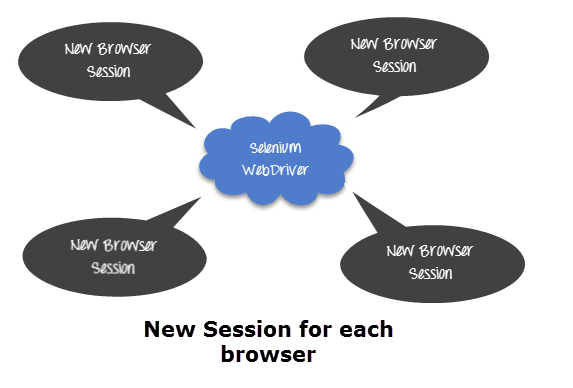 New Browser
Session
New Browser
Session
Selenium
WebDriver
New Browser
Session
New Browser
Session
New Session for each
browser